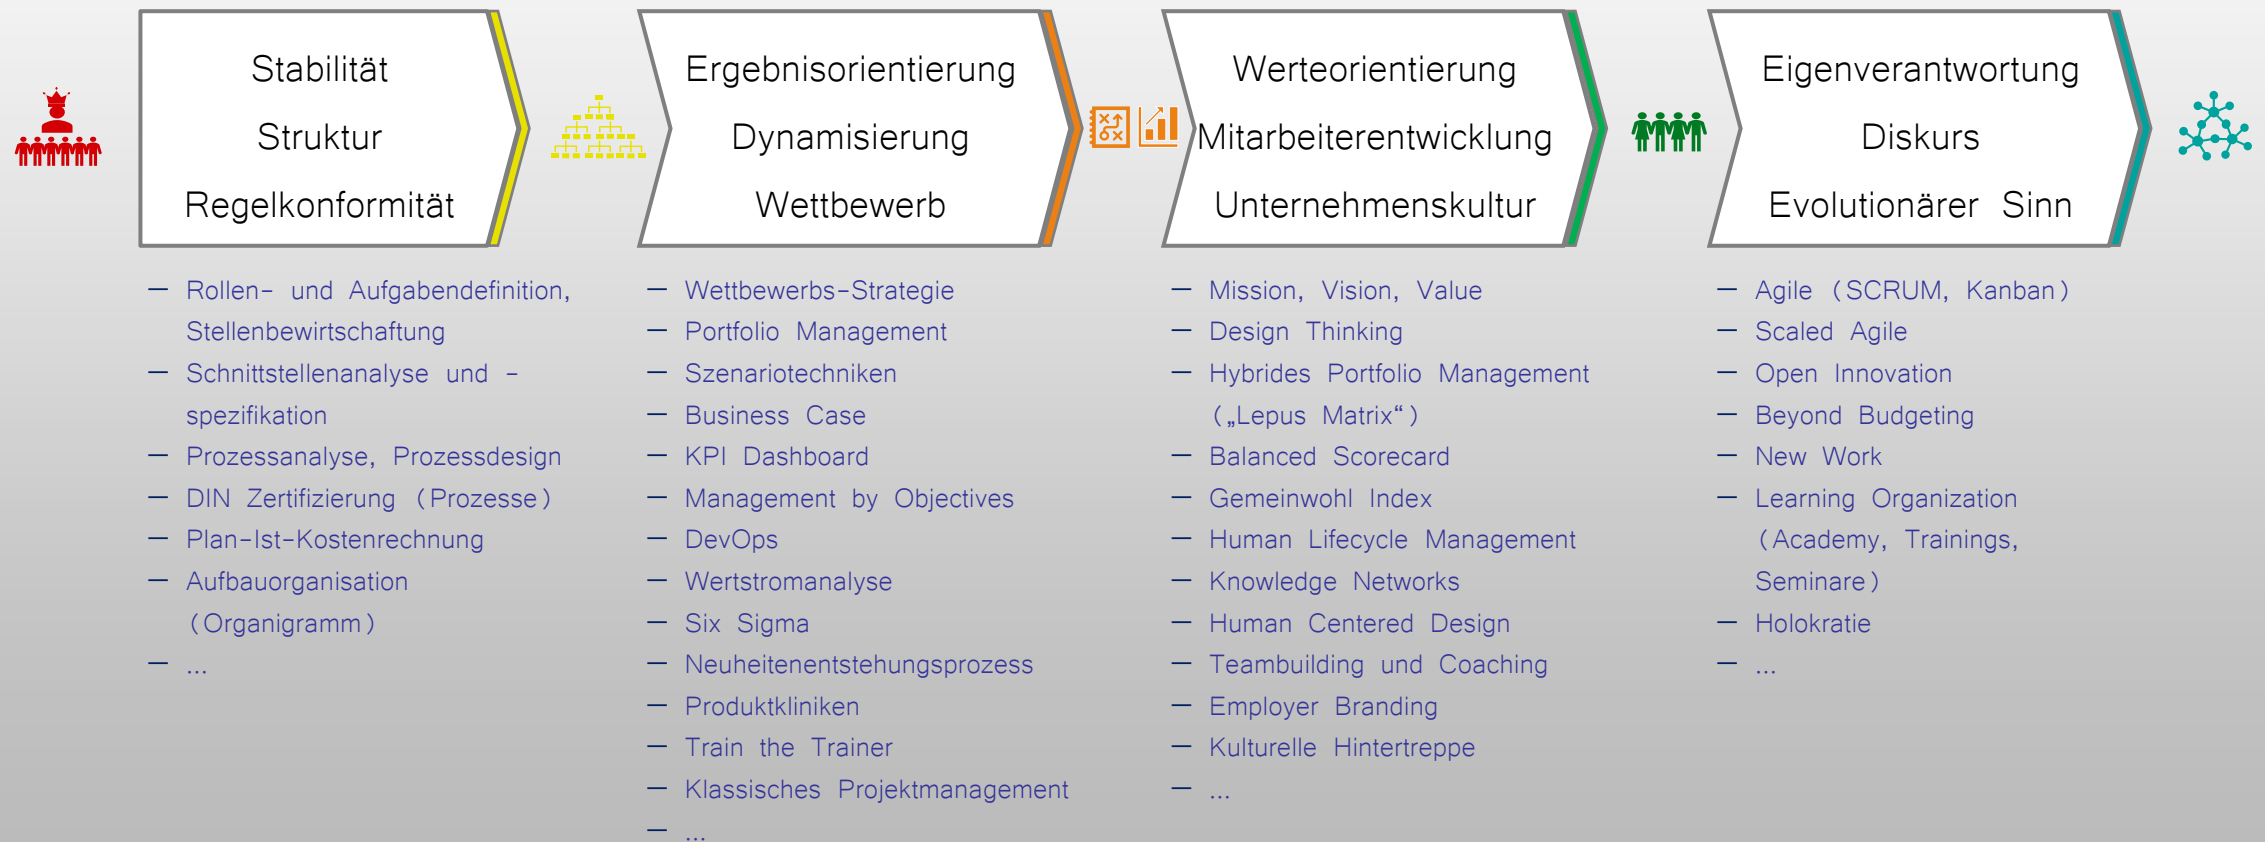 Stabilität
Struktur
Regelkonformität
— Rollen- und Aufgabendefinition,
Stellenbewirtschaftung
— Schnittstellenanalyse und -
spezifikation
— Prozessanalyse, Prozessdesign
— DIN Zertifizierung (Prozesse)
— Plan-Ist-Kostenrechnung
— Aufbauorganisation
(Organigramm)
— ...
Ergebnisorientierung
Dynamisierung
Wettbewerb
— Wettbewerbs-Strategie
— Portfolio Management
— Szenariotechniken
— Business Case
— KPI Dashboard
— Management by Objectives
— DevOps
— Wertstromanalyse
— Six Sigma
— Neuheitenentstehungsprozess
— Produktkliniken
— Train the Trainer
— Klassisches Projektmanagement
— ...
Werteorientierung
Mitarbeiterentwicklung
Unternehmenskultur
— Mission, Vision, Value
— Design Thinking
— Hybrides Portfolio Management
(„Lepus Matrix“)
— Balanced Scorecard
— Gemeinwohl Index
— Human Lifecycle Management
— Knowledge Networks
— Human Centered Design
— Teambuilding und Coaching
— Employer Branding
— Kulturelle Hintertreppe
— ...
Eigenverantwortung
Diskurs
Evolutionärer Sinn
— Agile (SCRUM, Kanban)
— Scaled Agile
— Open Innovation
— Beyond Budgeting
— New Work
— Learning Organization
(Academy, Trainings,
Seminare)
— Holokratie
— ...